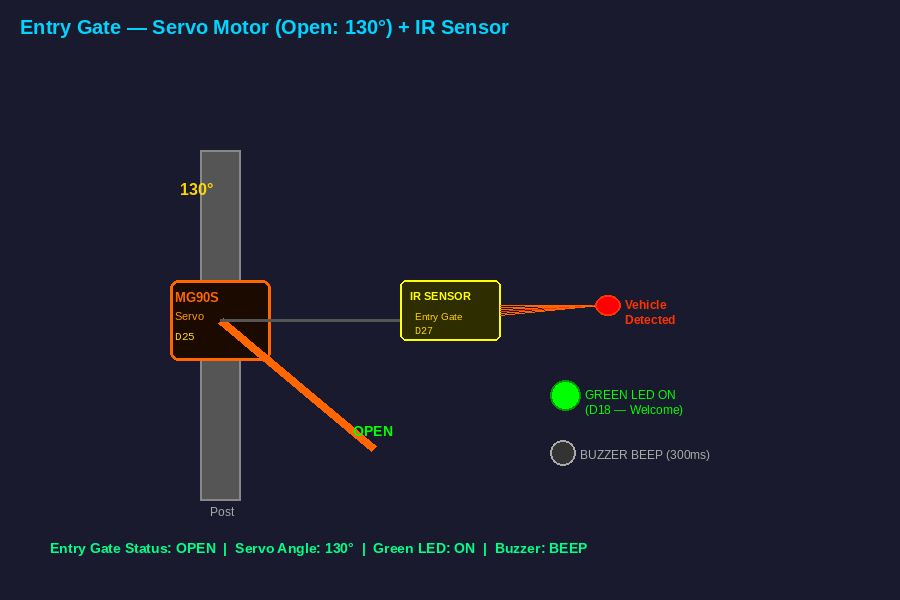 Entry Gate — Servo Motor (Open: 130°) + IR Sensor
130°
MG90S
Servo
D25
IR SENSOR
Entry Gate
D27
Vehicle
Detected
GREEN LED ON
(D18 — Welcome)
OPEN
BUZZER BEEP (300ms)
Post
Entry Gate Status: OPEN | Servo Angle: 130° | Green LED: ON | Buzzer: BEEP